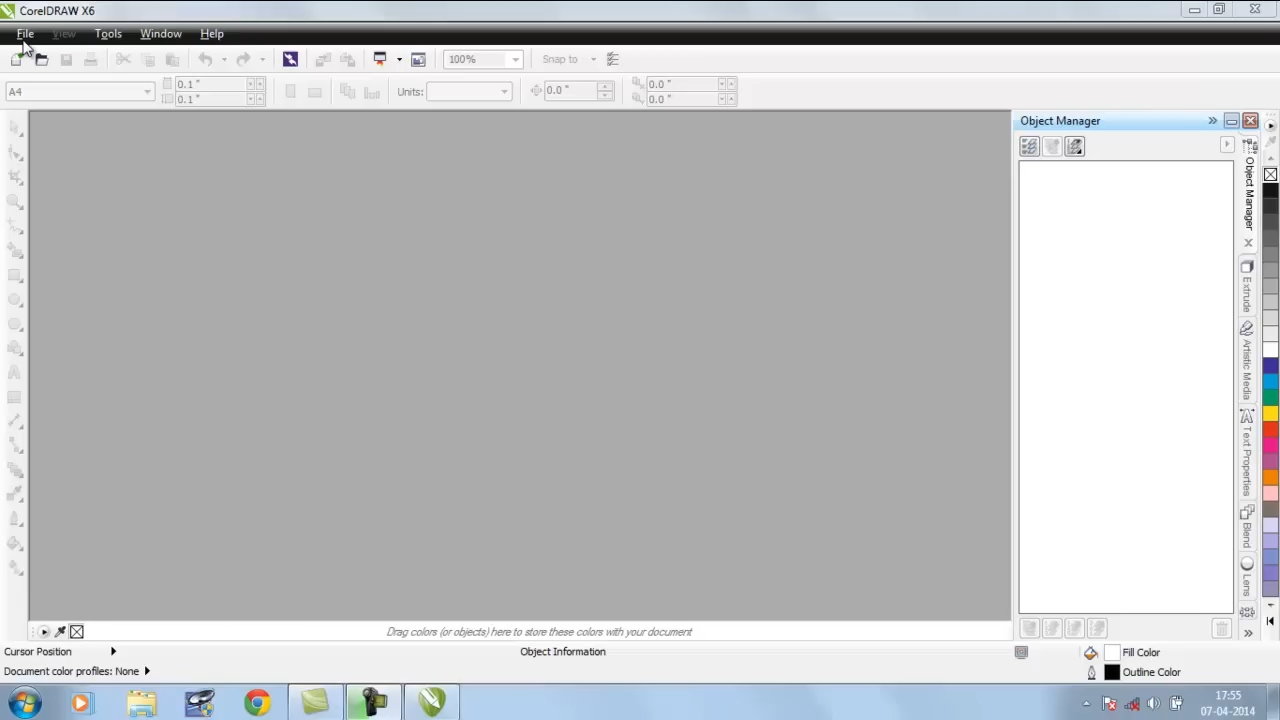 CorelDRAW X6
File View Tools Window Help
100% Snap to
A4 0.1 " 0.1 " Units: 0.0 " 0.0 " 0.0 "
Object Manager
Object Manager
Extrude
Artistic Media
Text Properties
Blend
Lens
Drag colors (or objects) here to store these colors with your document
Cursor Position Object Information Fill Color
Document color profiles: None Outline Color
17:55
07-04-2014